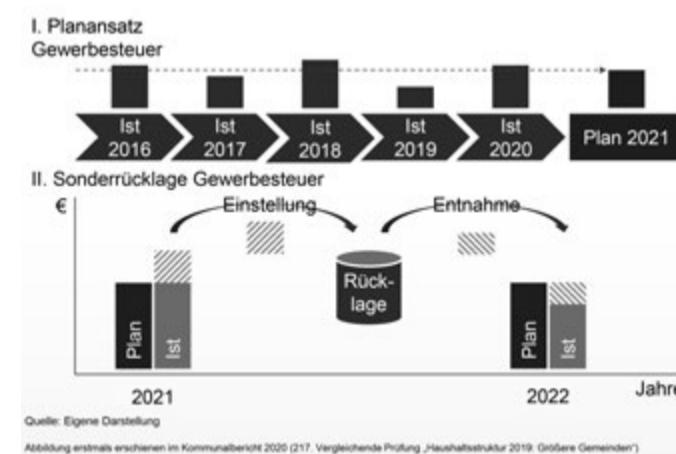 I. Planansatz
Gewerbesteuer
Ist
2016
Ist
2017
Ist
2018
Ist
2019
Ist
2020
Plan 2021
II. Sonderrücklage Gewerbesteuer
€
Einstellung
Entnahme
Rück-
lage
Plan
Ist
Plan
Ist
2021
2022
Jahre
Quelle: Eigene Darstellung
Abbildung erstmals erschienen im Kommunalbericht 2020 (217. Vergleichende Prüfung „Haushaltsstruktur 2019: Größere Gemeinden“)